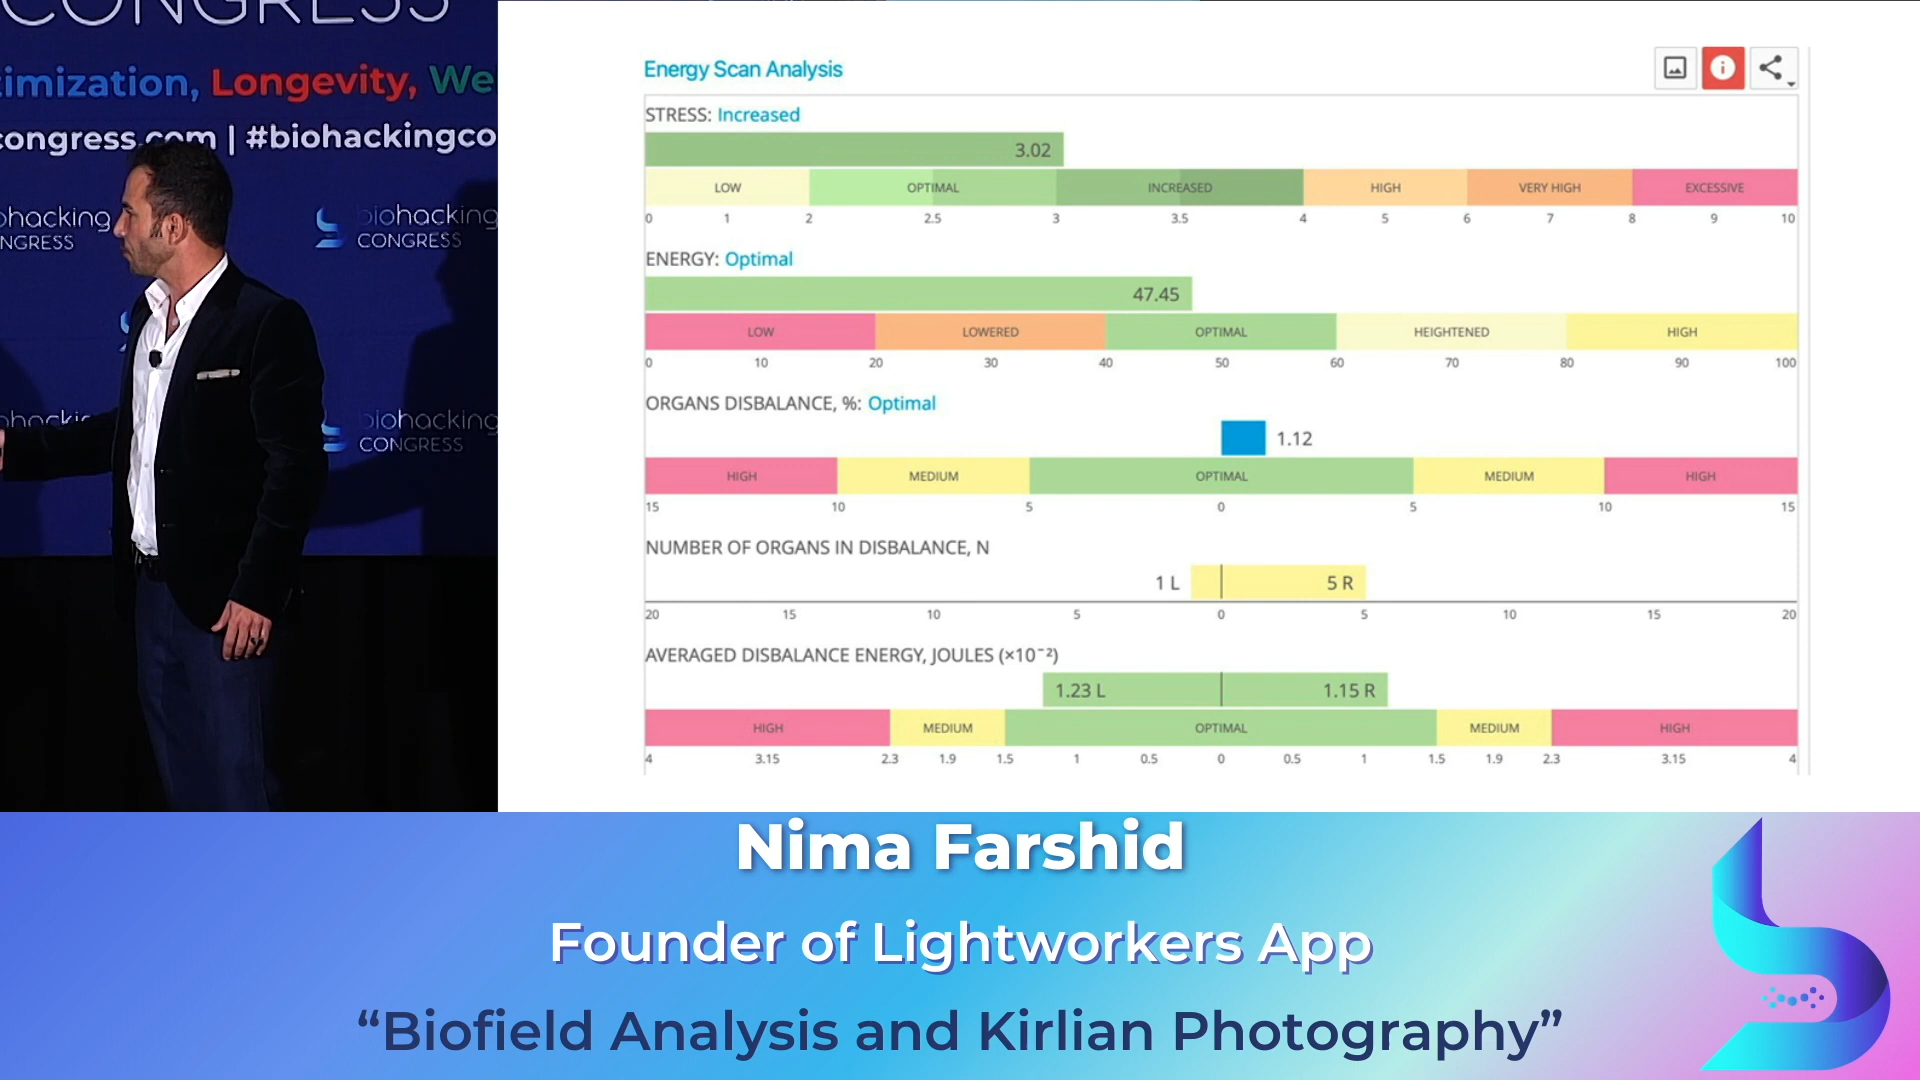 CONGRESS
timization, Longevity, We
congress.com | #biohackingco
ohacking
NGRESS
biohacking
CONGRESS
biohacking
CONGRESS
Energy Scan Analysis
STRESS: Increased
3.02
LOW OPTIMAL INCREASED HIGH VERY HIGH EXCESSIVE
0 1 2 2.5 3 3.5 4 5 6 7 8 9 10
ENERGY: Optimal
47.45
LOW LOWERED OPTIMAL HEIGHTENED HIGH
0 10 20 30 40 50 60 70 80 90 100
ORGANS DISBALANCE, %: Optimal
1.12
HIGH MEDIUM OPTIMAL MEDIUM HIGH
15 10 5 0 5 10 15
NUMBER OF ORGANS IN DISBALANCE, N
1 L 5 R
20 15 10 5 0 5 10 15 20
AVERAGED DISBALANCE ENERGY, JOULES (×10⁻²)
1.23 L 1.15 R
HIGH MEDIUM OPTIMAL MEDIUM HIGH
4 3.15 2.3 1.9 1.5 1 0.5 0 0.5 1 1.5 1.9 2.3 3.15 4
Nima Farshid
Founder of Lightworkers App
“Biofield Analysis and Kirlian Photography”